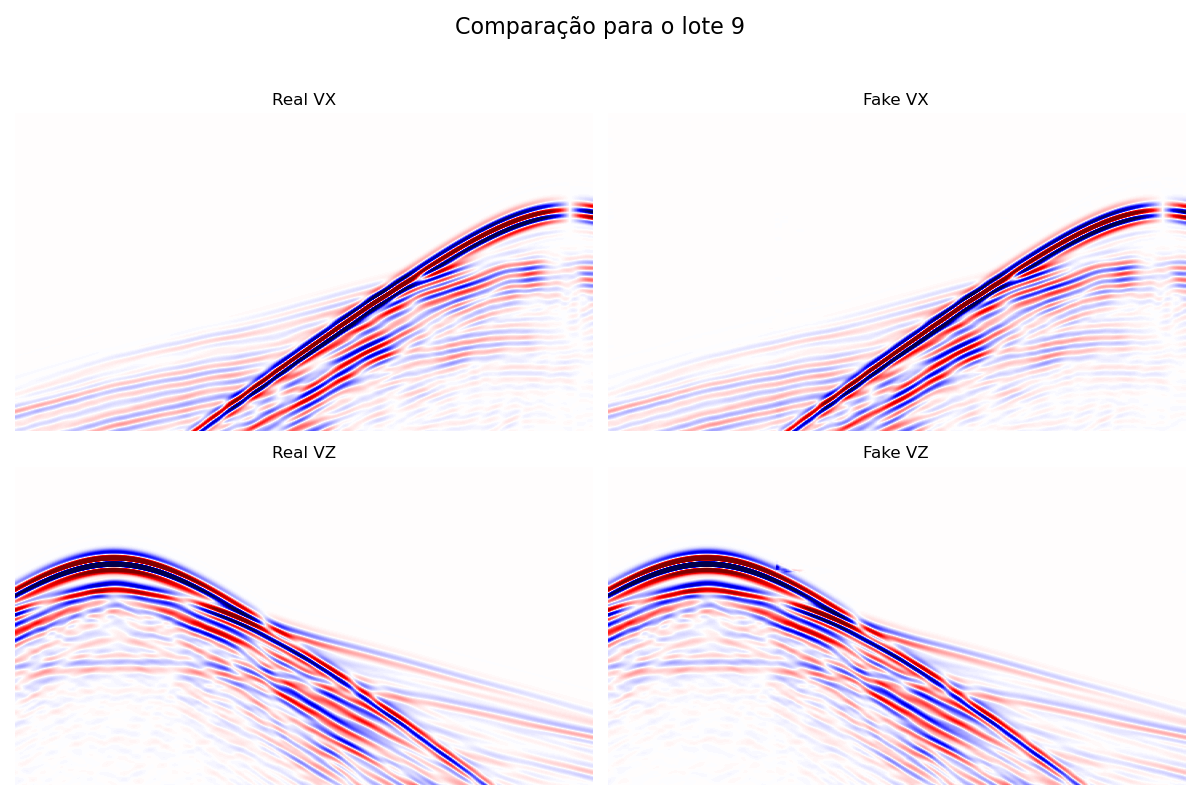 Comparação para o lote 9
Real VX
Fake VX
Real VZ
Fake VZ